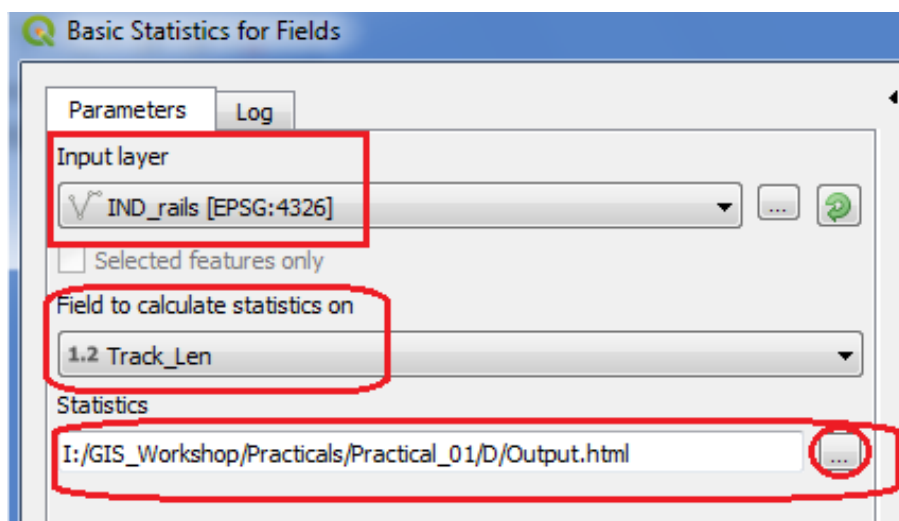 Basic Statistics for Fields
Parameters Log
Input layer
IND_rails [EPSG:4326]
...
Selected features only
Field to calculate statistics on
1.2 Track_Len
Statistics
I:/GIS_Workshop/Practicals/Practical_01/D/Output.html
...